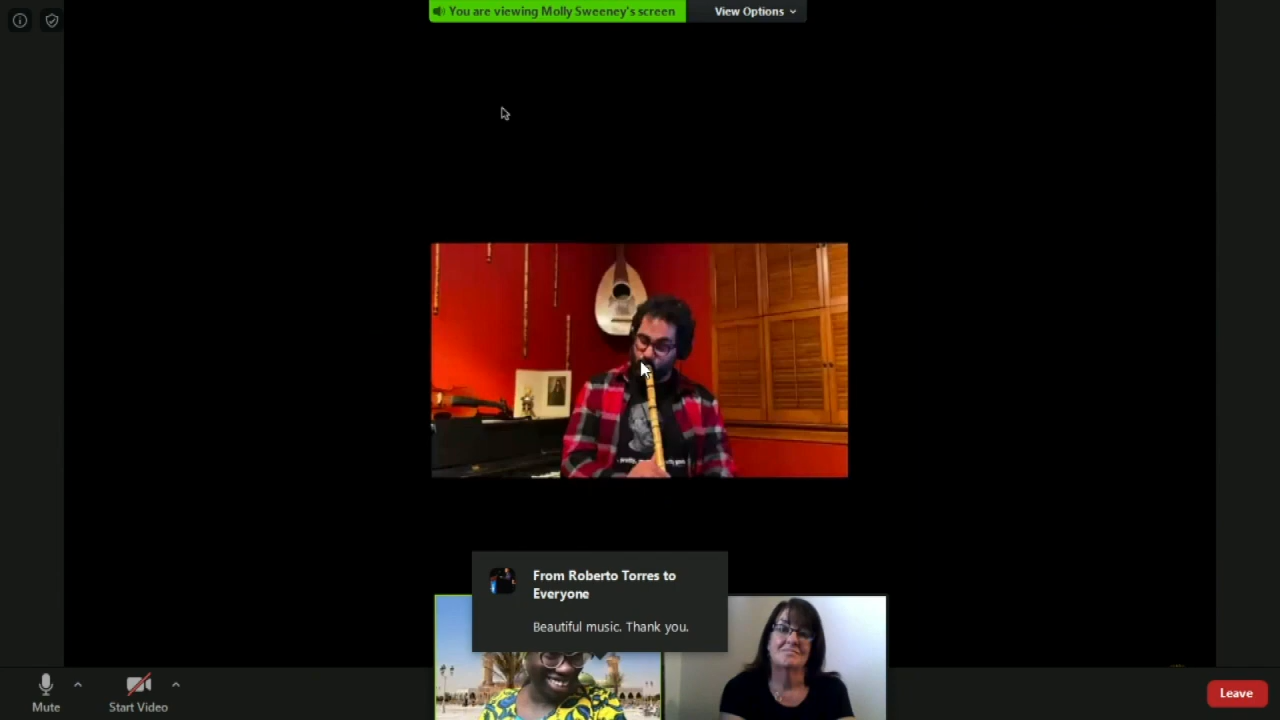 You are viewing Molly Sweeney's screen
View Options
From Roberto Torres to
Everyone
Beautiful music. Thank you.
Mute
Start Video
Leave